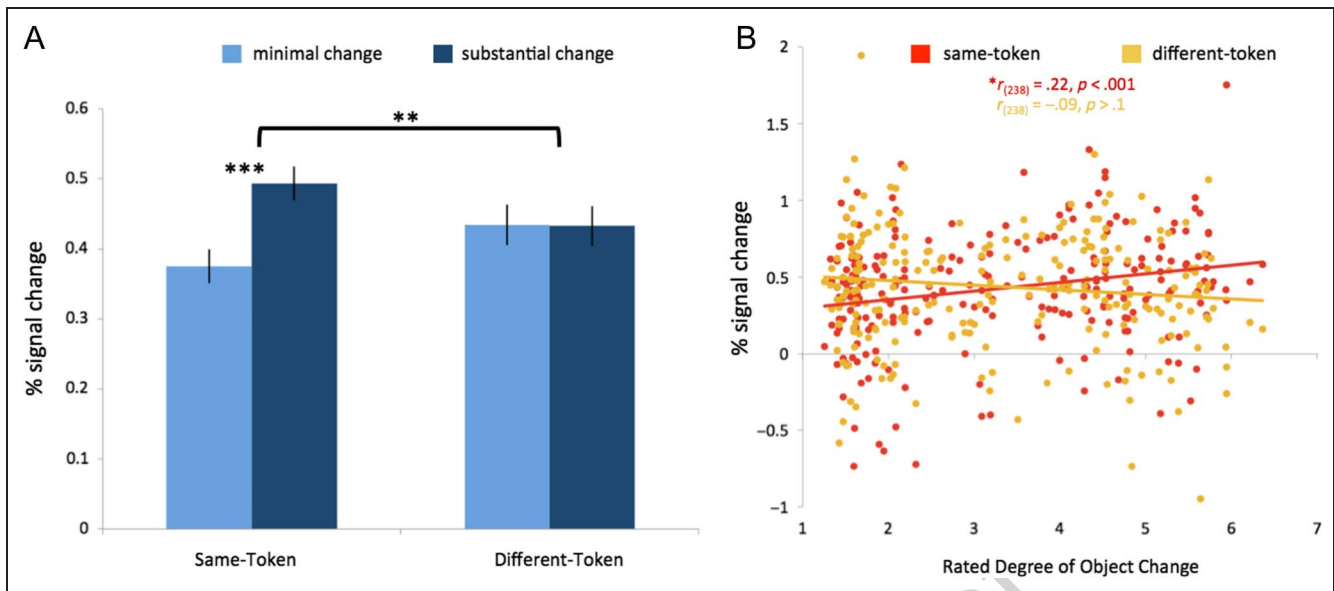 A
minimal change
substantial change
0.6
0.5
0.4
0.3
0.2
0.1
0
% signal change
***
**
Same-Token
Different-Token
B
same-token
different-token
*r(238) = .22, p < .001
r(238) = –.09, p > .1
2
1.5
1
0.5
0
–0.5
–1
% signal change
1 2 3 4 5 6 7
Rated Degree of Object Change